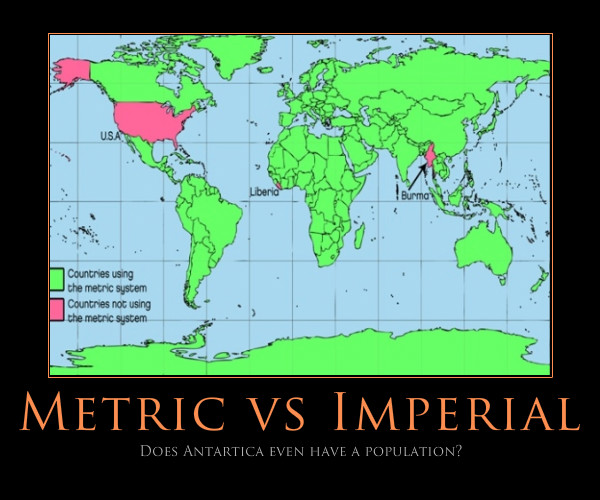 U.S.A
Liberia
Burma
Countries using
the metric system
Countries not using
the metric system
Metric vs Imperial
Does Antartica even have a population?